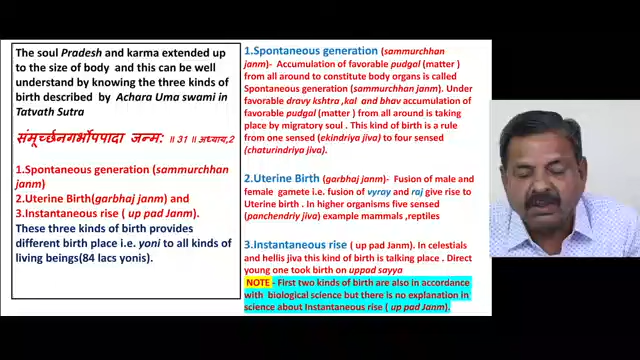 The soul Pradesh and karma extended up
to the size of body and this can be well
understand by knowing the three kinds of
birth described by Achara Uma swami in
Tatvath Sutra
संमूर्च्छनगर्भोपपादा जन्मः ॥ 31॥ अध्याय,2
1.Spontaneous generation (sammurchhan
janm)
2.Uterine Birth(garbhaj janm) and
3.Instantaneous rise ( up pad Janm).
These three kinds of birth provides
different birth place i.e. yoni to all kinds of
living beings(84 lacs yonis).
1.Spontaneous generation (sammurchhan
janm)- Accumulation of favorable pudgal (matter )
from all around to constitute body organs is called
Spontaneous generation (sammurchhan janm). Under
favorable dravy kshtra ,kal and bhav accumulation of
favorable pudgal (matter ) from all around is taking
place by migratory soul . This kind of birth is a rule
from one sensed (ekindriya jiva) to four sensed
(chaturindriya jiva).
2.Uterine Birth (garbhaj janm)- Fusion of male and
female gamete i.e. fusion of vyray and raj give rise to
Uterine birth . In higher organisms five sensed
(panchendriy jiva) example mammals ,reptiles
3.Instantaneous rise ( up pad Janm). In celestials
and hellis jiva this kind of birth is talking place . Direct
young one took birth on uppad sayya
NOTE - First two kinds of birth are also in accordance
with biological science but there is no explanation in
science about Instantaneous rise ( up pad Janm).